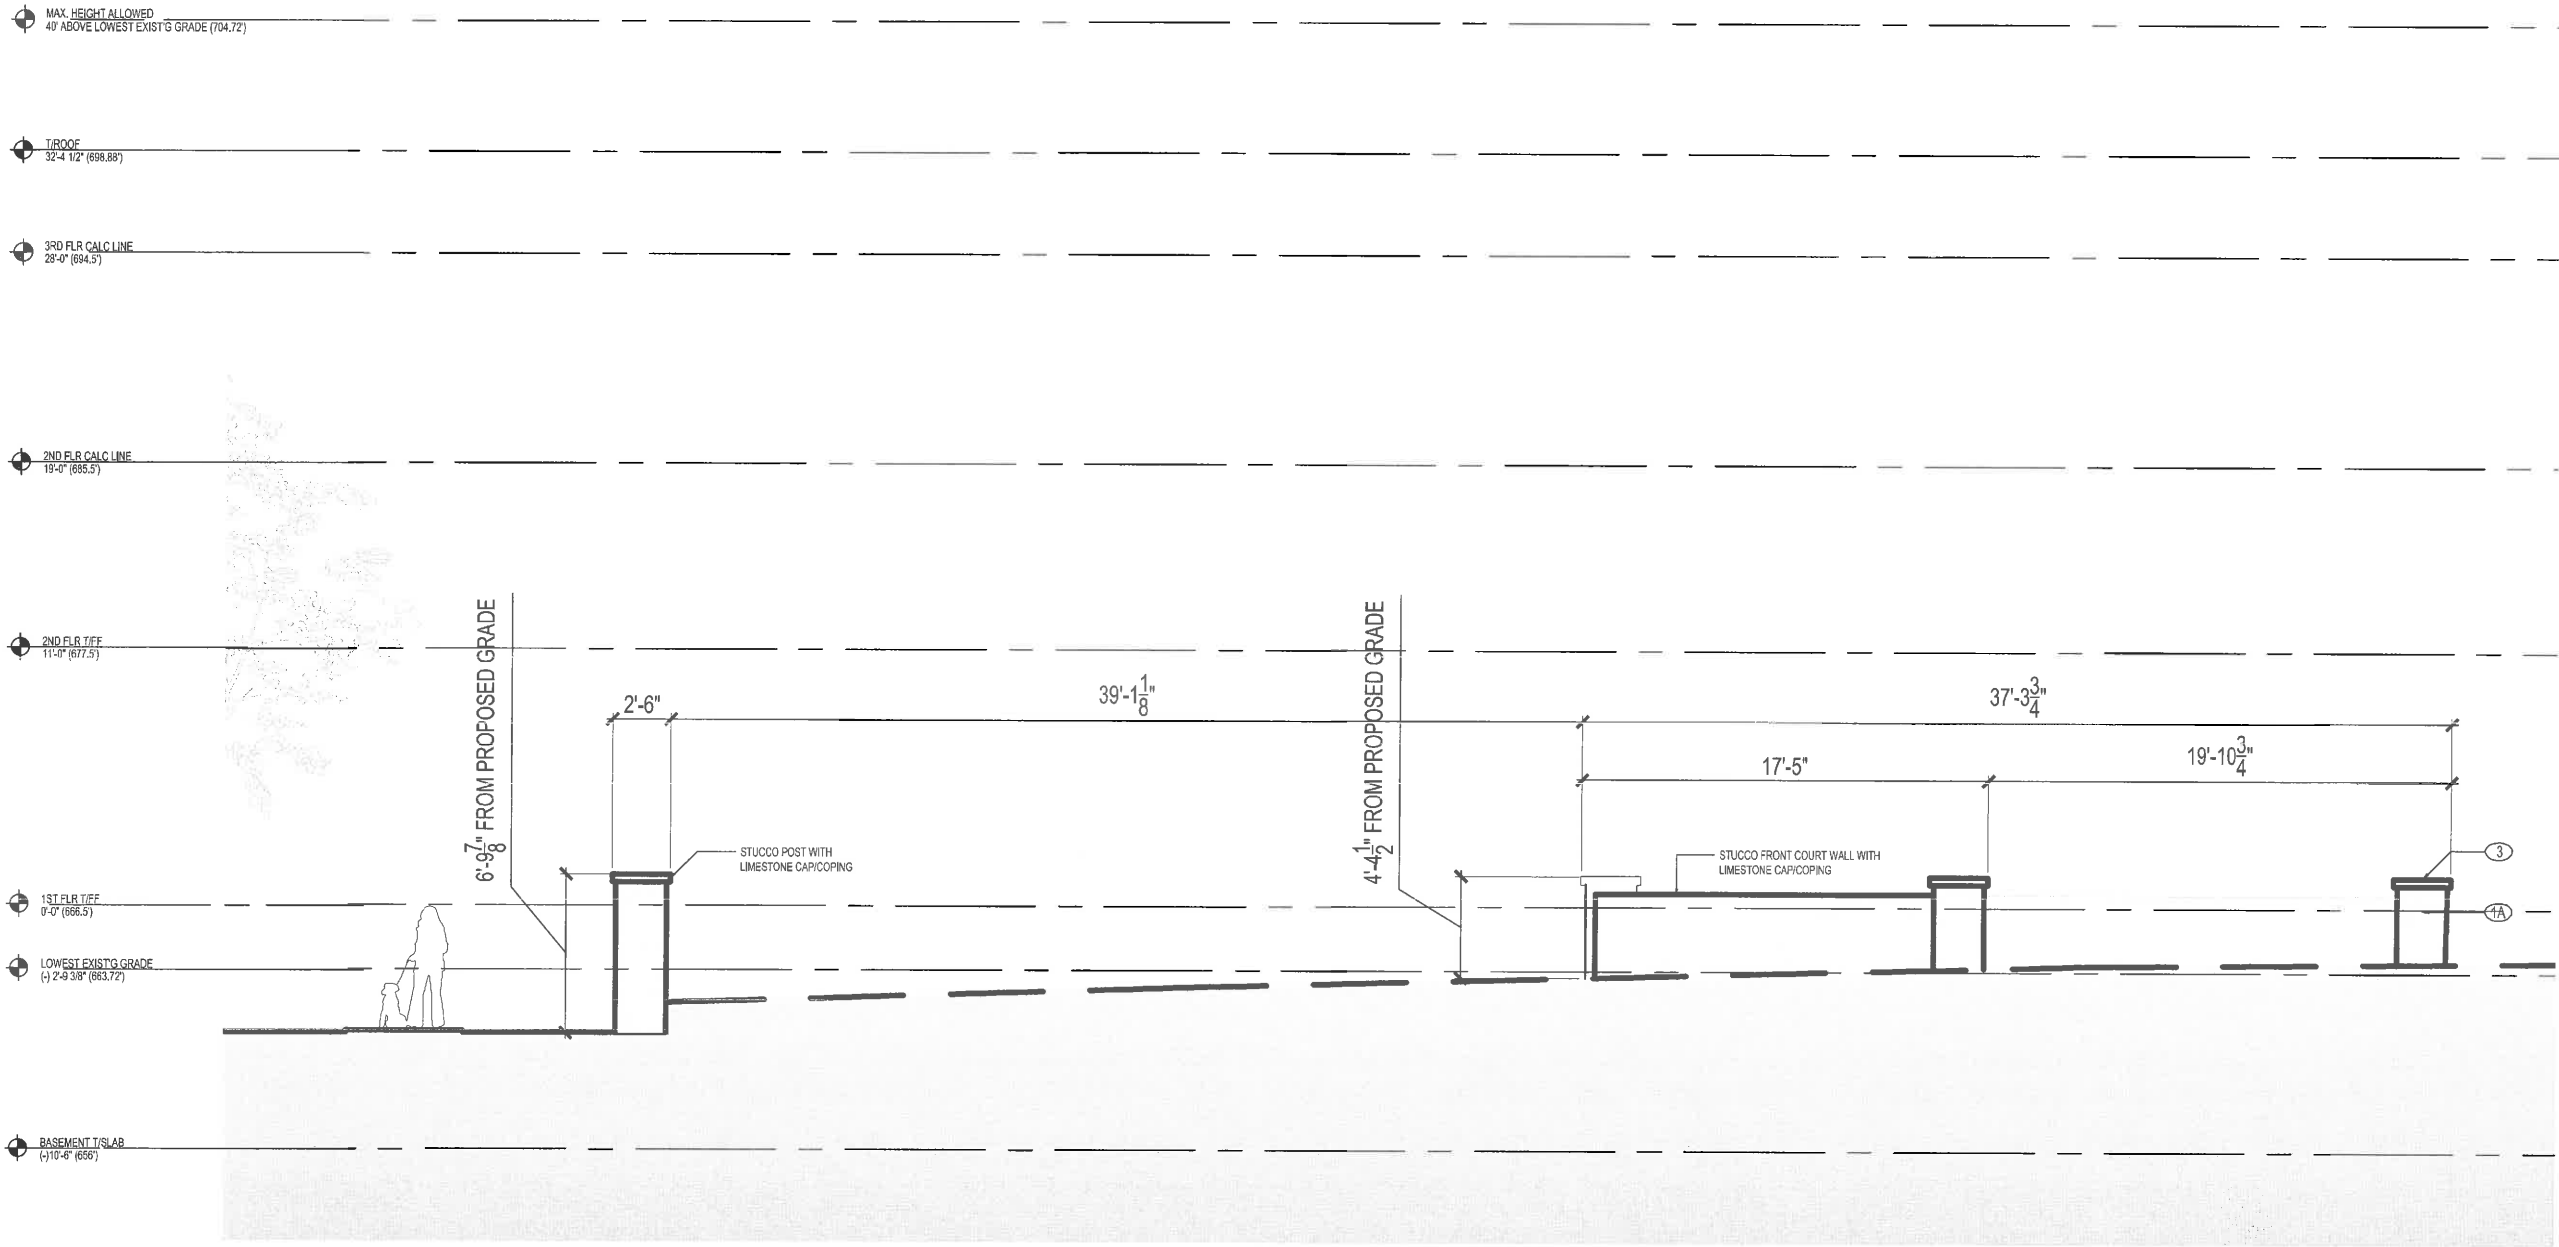 MAX. HEIGHT ALLOWED
40' ABOVE LOWEST EXIST'G GRADE (704.72')
T/ROOF
32'-4 1/2" (698.88')
3RD FLR CALC LINE
28'-0" (694.5')
2ND FLR CALC LINE
19'-0" (685.5')
2ND FLR T/FF
11'-0" (677.5')
6'-9 7/8" FROM PROPOSED GRADE
2'-6"
39'-1 1/8"
4'-4 1/2" FROM PROPOSED GRADE
37'-3 3/4"
17'-5"
19'-10 3/4"
STUCCO POST WITH
LIMESTONE CAP/COPING
STUCCO FRONT COURT WALL WITH
LIMESTONE CAP/COPING
3
1A
1ST FLR T/FF
0'-0" (666.5')
LOWEST EXIST'G GRADE
(-) 2'-9 3/8" (663.72')
BASEMENT T/SLAB
(-)10'-6" (656')